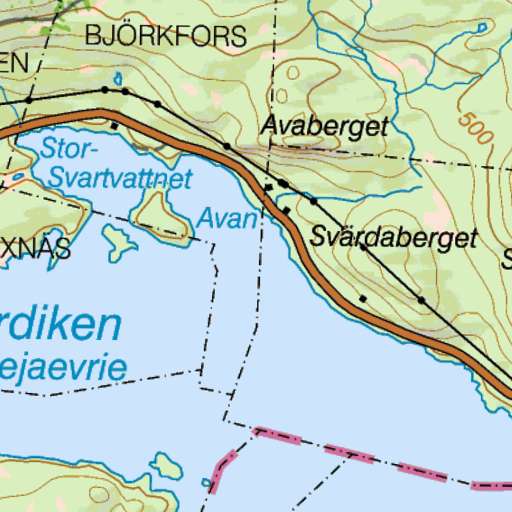 BJÖRKFORS
EN
Avaberget
500
Stor-
Svartvattnet
Avan
Svärdaberget
XNÄS
S
rdiken
ejaevrie